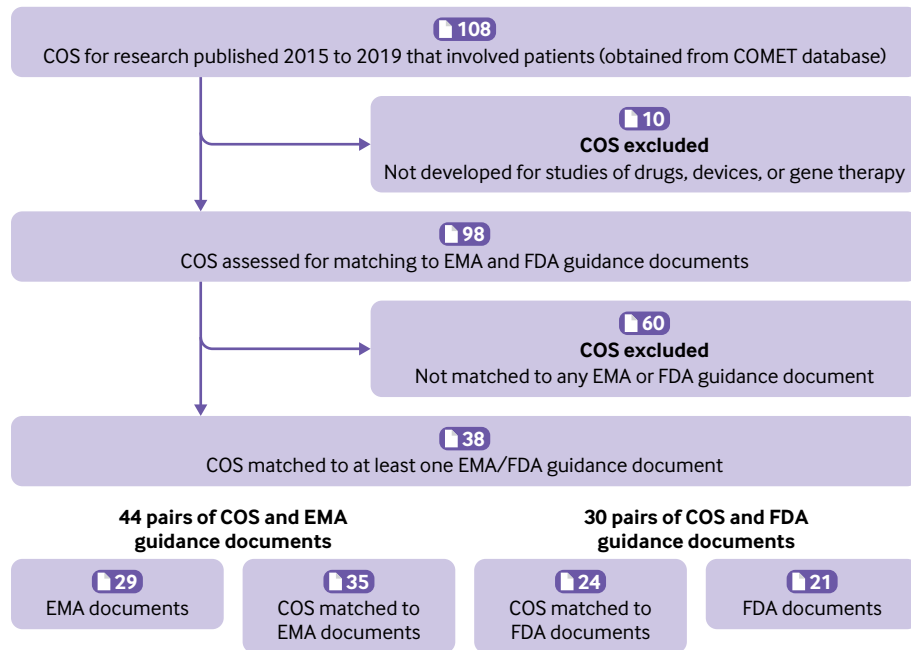 108
COS for research published 2015 to 2019 that involved patients (obtained from COMET database)
10
COS excluded
Not developed for studies of drugs, devices, or gene therapy
98
COS assessed for matching to EMA and FDA guidance documents
60
COS excluded
Not matched to any EMA or FDA guidance document
38
COS matched to at least one EMA/FDA guidance document
44 pairs of COS and EMA
guidance documents
30 pairs of COS and FDA
guidance documents
29
EMA documents
35
COS matched to
EMA documents
24
COS matched to
FDA documents
21
FDA documents